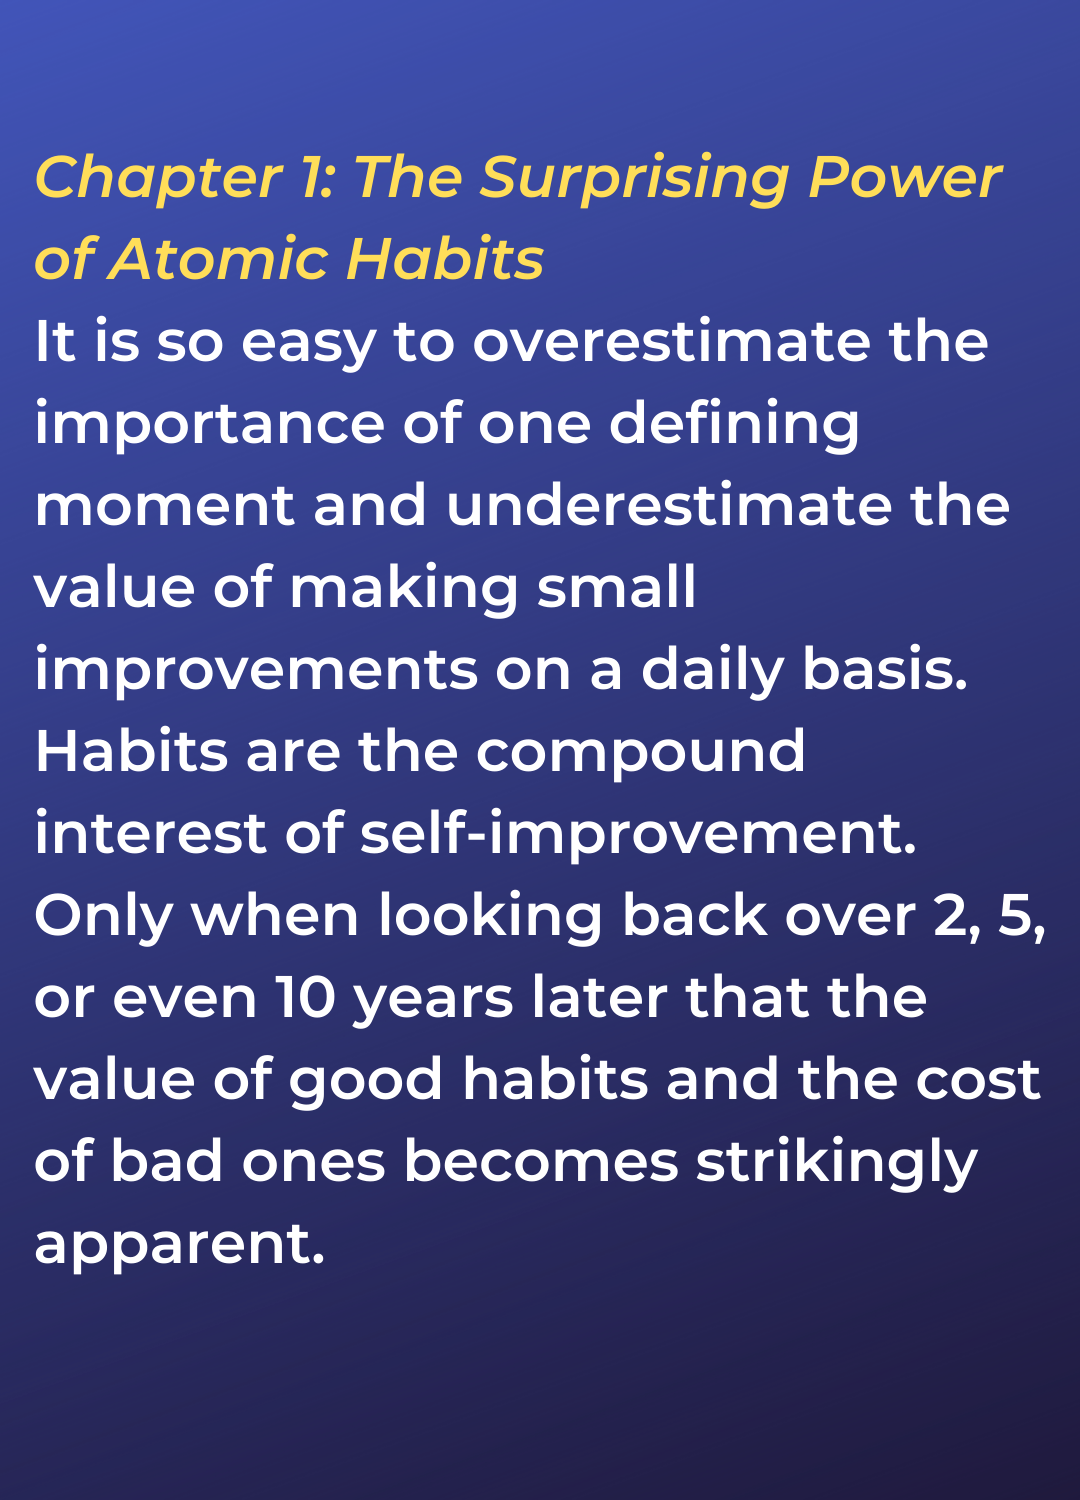 Chapter 1: The Surprising Power
of Atomic Habits
It is so easy to overestimate the
importance of one defining
moment and underestimate the
value of making small
improvements on a daily basis.
Habits are the compound
interest of self-improvement.
Only when looking back over 2, 5,
or even 10 years later that the
value of good habits and the cost
of bad ones becomes strikingly
apparent.